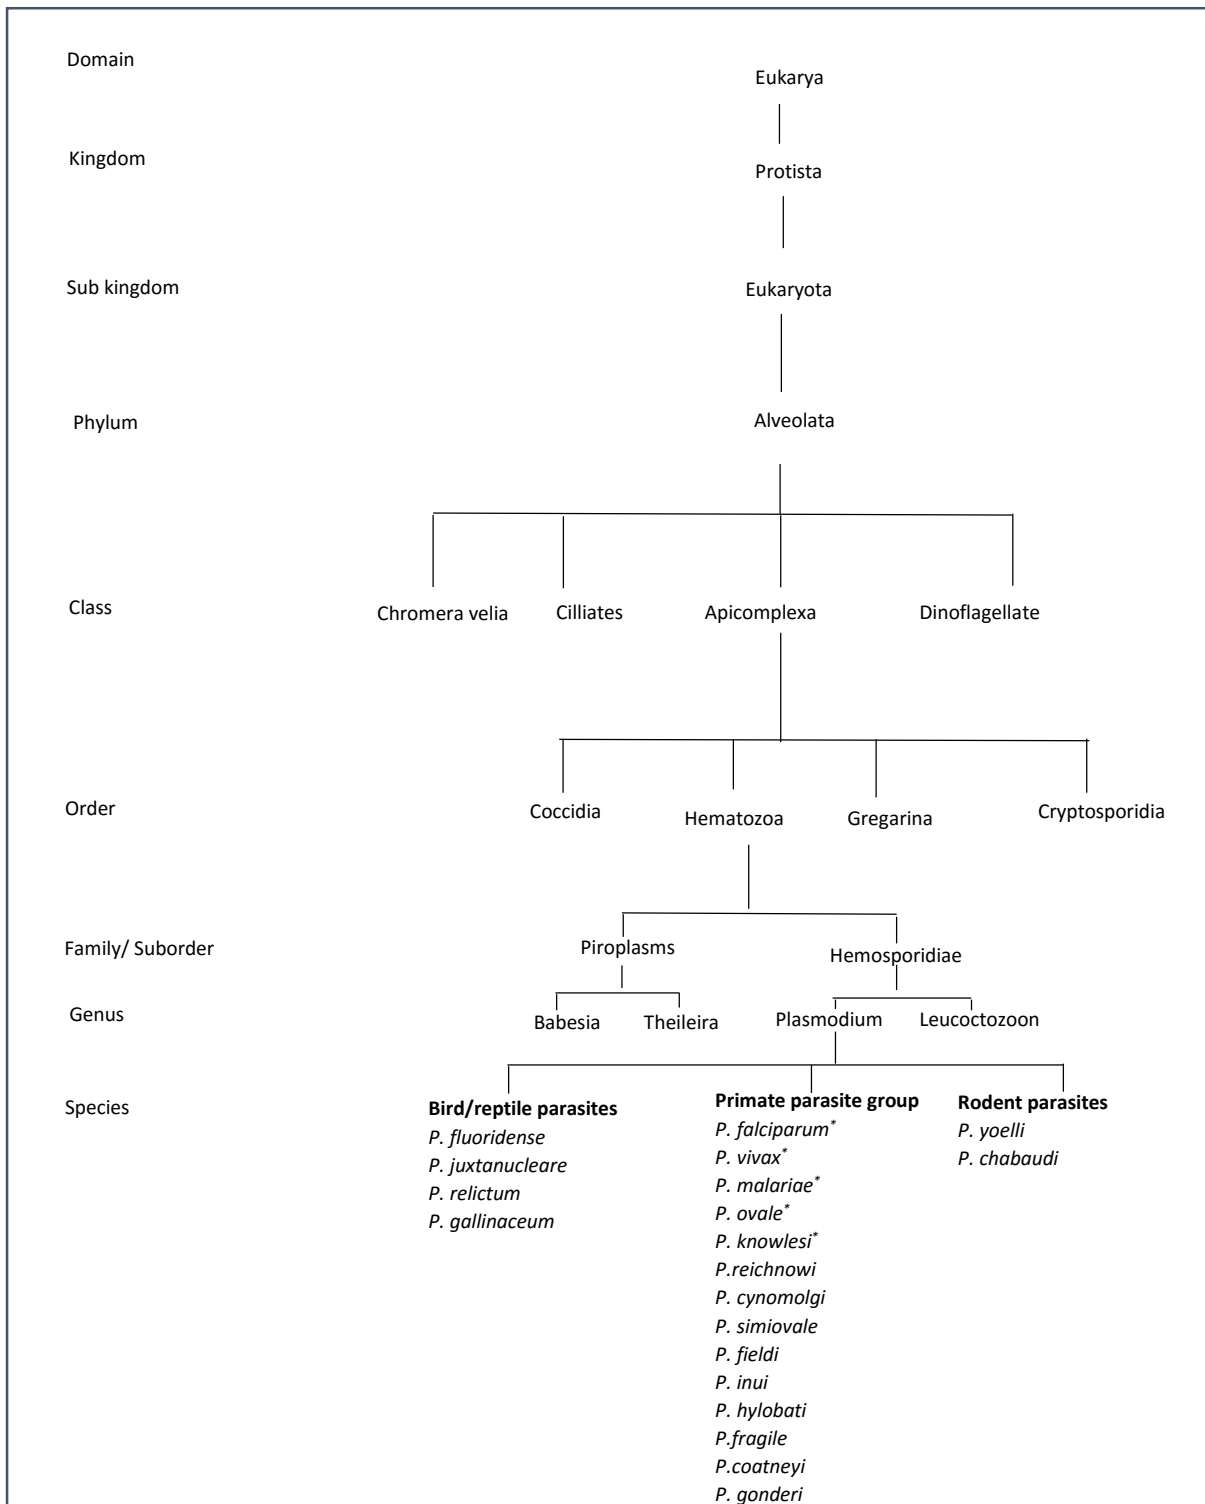 Domain
Eukarya
Kingdom
Protista
Sub kingdom
Eukaryota
Phylum
Alveolata
Class
Chromera velia Cilliates Apicomplexa Dinoflagellate
Order
Coccidia Hematozoa Gregarina Cryptosporidia
Family/ Suborder
Piroplasms Hemosporidiae
Genus
Babesia Theileira Plasmodium Leucoctozoon
Species
Bird/reptile parasites
P. fluoridense
P. juxtanucleare
P. relictum
P. gallinaceum
Primate parasite group
P. falciparum*
P. vivax*
P. malariae*
P. ovale*
P. knowlesi*
P.reichnowi
P. cynomolgi
P. simiovale
P. fieldi
P. inui
P. hylobati
P.fragile
P.coatneyi
P. gonderi
Rodent parasites
P. yoelli
P. chabaudi